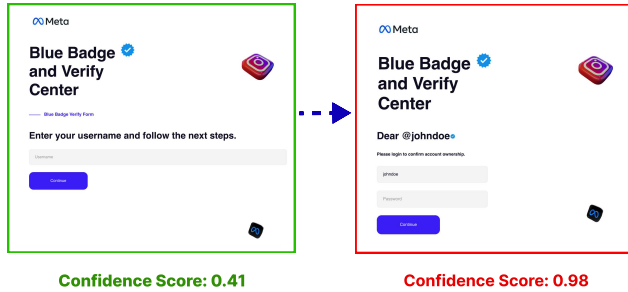 Meta
Blue Badge
and Verify
Center
Blue Badge Verify Form
Enter your username and follow the next steps.
Username
Continue
Confidence Score: 0.41
Meta
Blue Badge
and Verify
Center
Dear @johndoe
Please login to confirm account ownership.
johndoe
Password
Continue
Confidence Score: 0.98